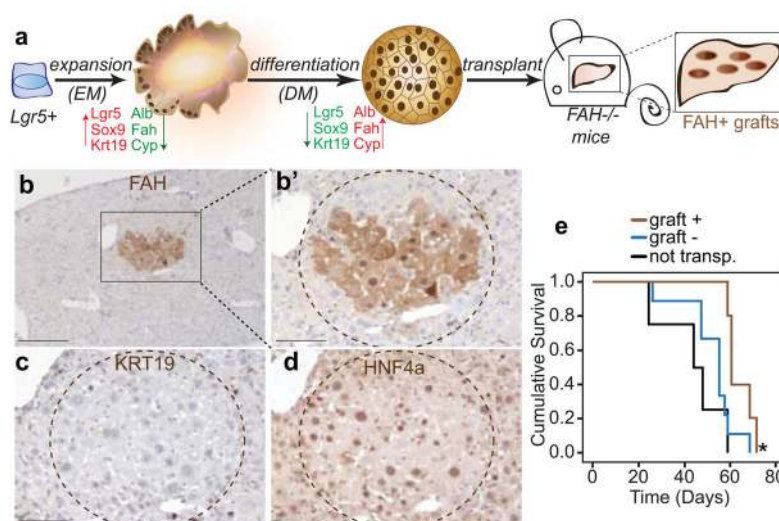 a
expansion
(EM)
differentiation
(DM)
transplant
Lgr5+
Lgr5 Alb
Sox9 Fah
Krt19 Cyp
Lgr5 Alb
Sox9 Fah
Krt19 Cyp
FAH-/-
mice
FAH+ grafts
b
FAH
b'
c
KRT19
d
HNF4a
e
graft +
graft -
not transp.
Cumulative Survival
1.0
0.8
0.6
0.4
0.2
0.0
*
0 20 40 60 80
Time (Days)